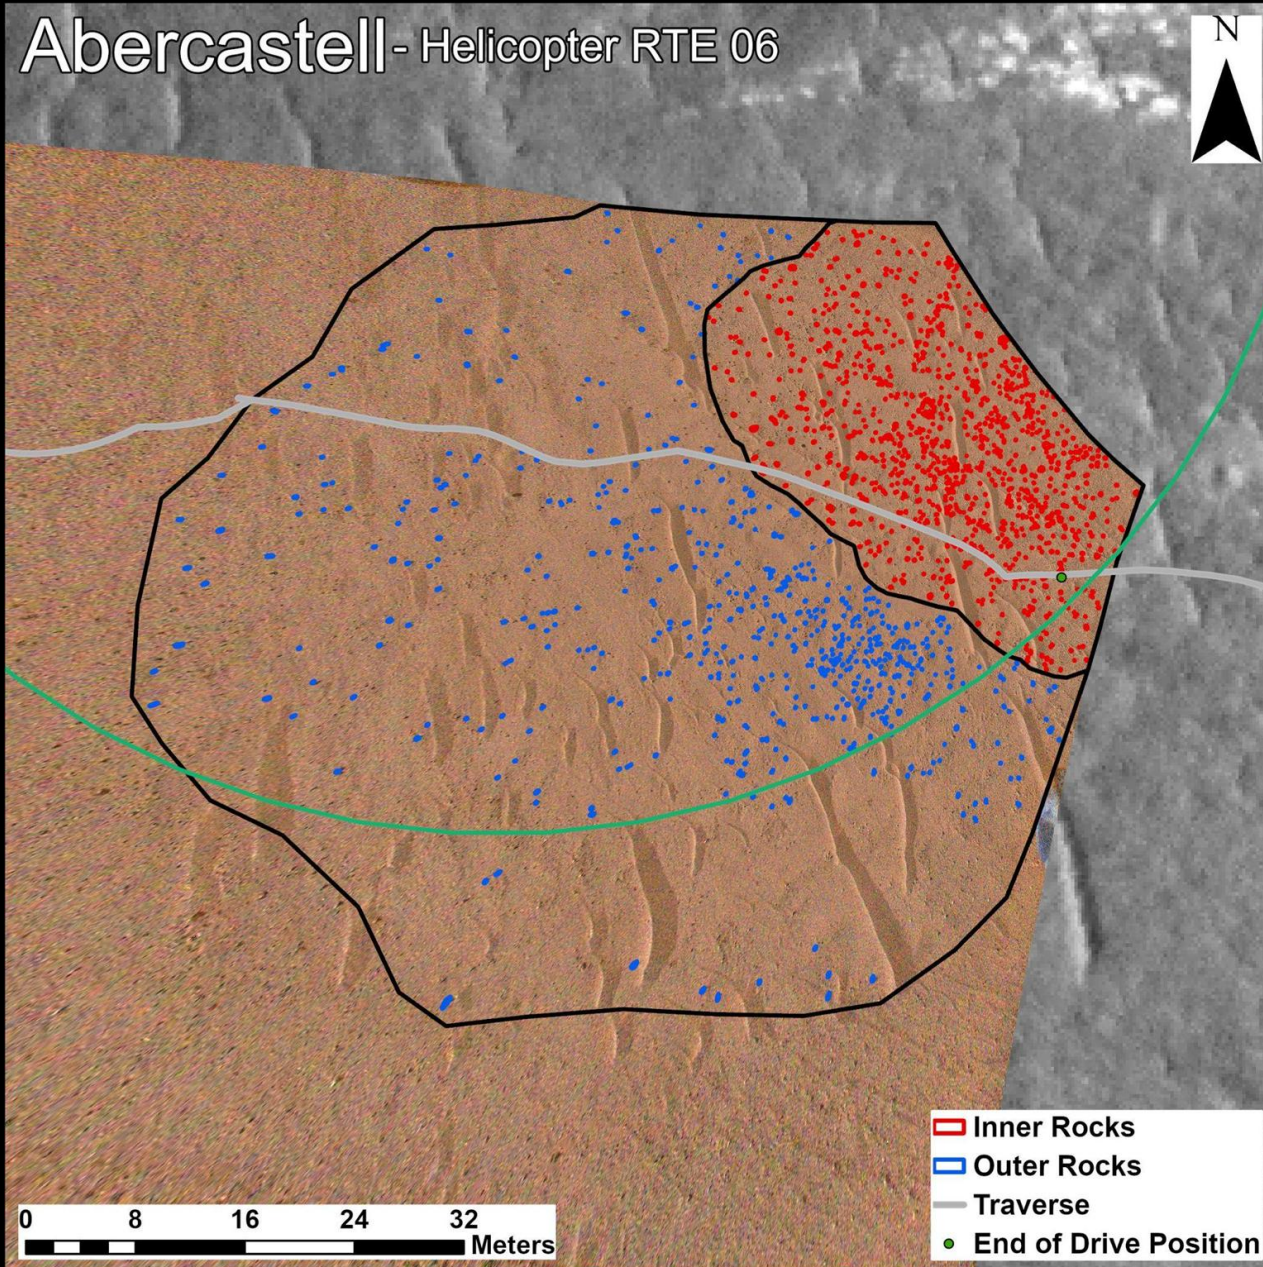 Abercastell - Helicopter RTE 06
N
Inner Rocks
Outer Rocks
Traverse
End of Drive Position
0 8 16 24 32
Meters